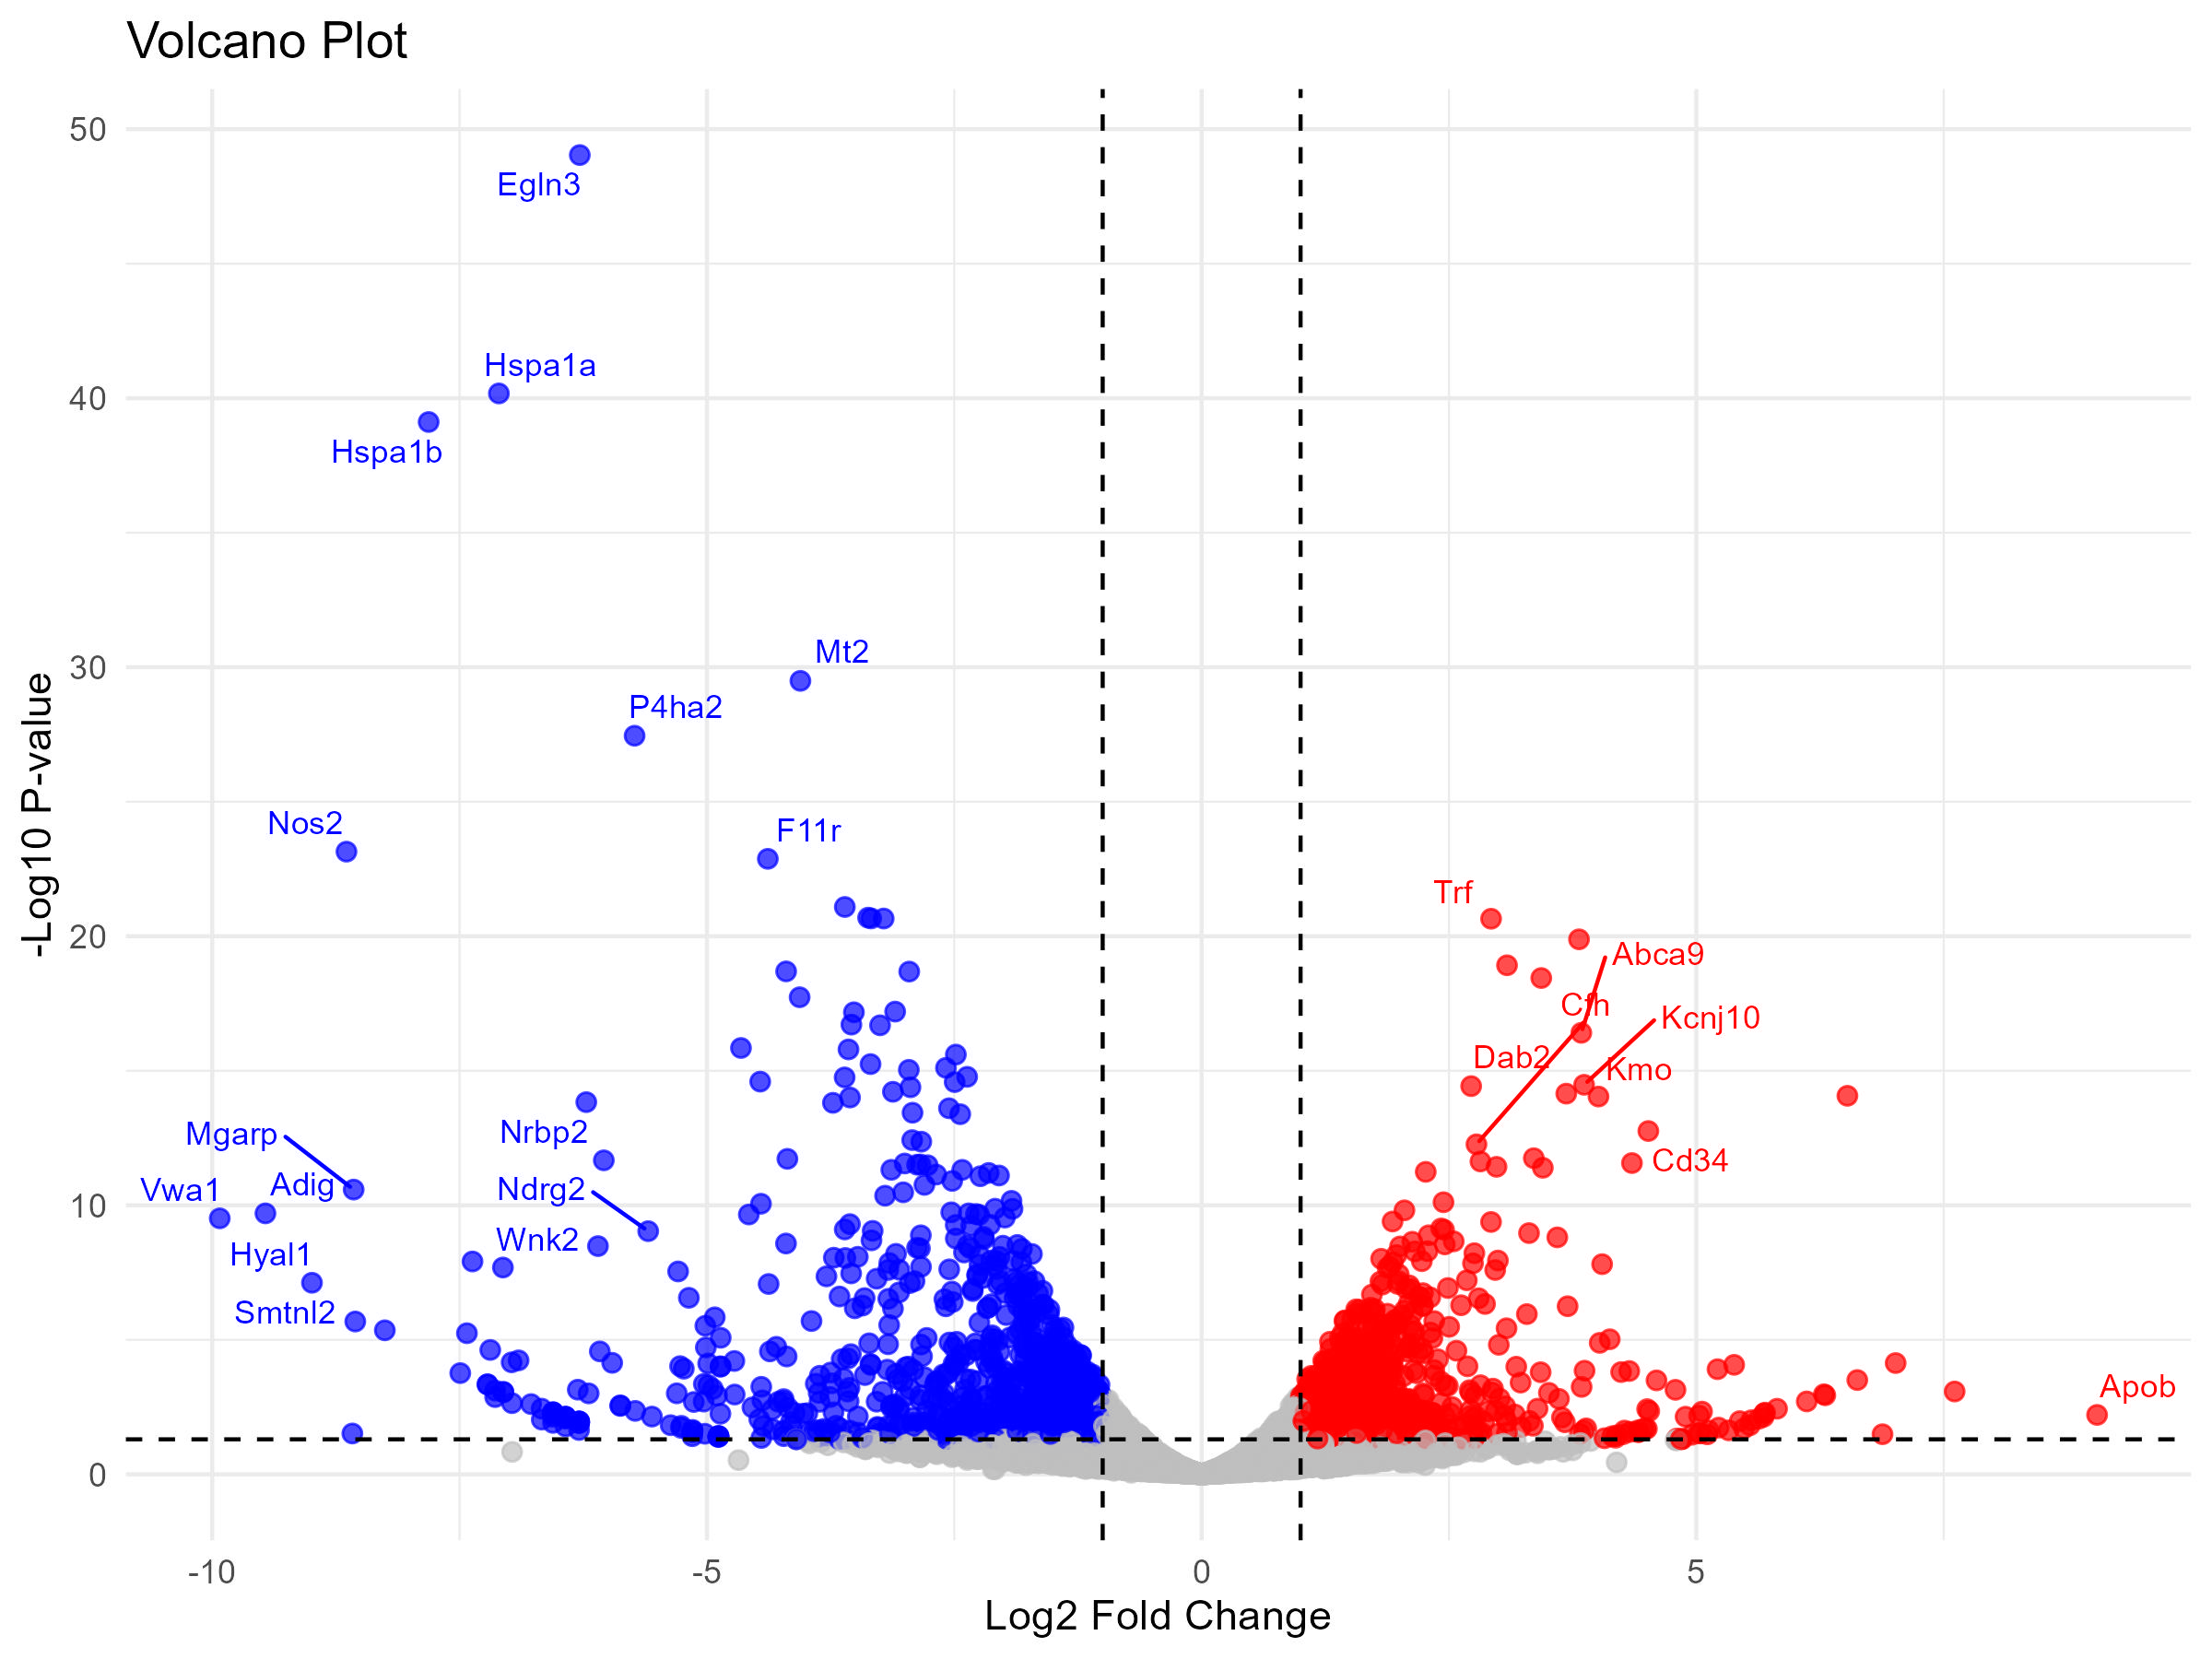 Volcano Plot
50
Egln3
Hspa1a
40
Hspa1b
Mt2
30
P4ha2
Nos2
F11r
Trf
20
Abca9
Cfh
Kcnj10
Dab2
Kmo
Mgarp
Nrbp2
Cd34
Vwa1
Adig
Ndrg2
10
Hyal1
Wnk2
Smtnl2
Apob
0
-10
-5
0
5
Log2 Fold Change
-Log10 P-value